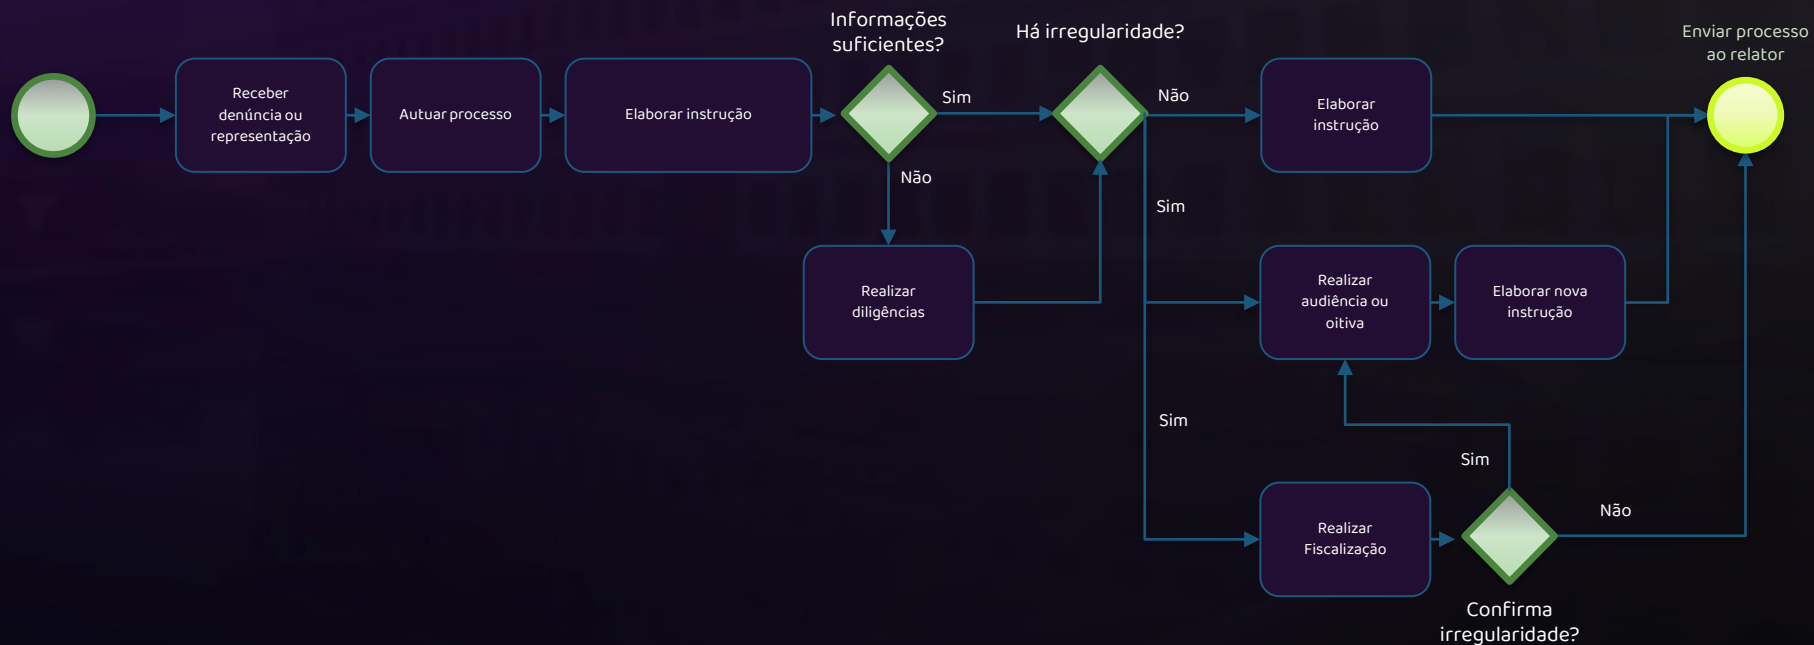 Informações
suficientes?
Há irregularidade?
Enviar processo
ao relator
Receber
denúncia ou
representação
Autuar processo
Elaborar instrução
Sim
Não
Elaborar
instrução
Não
Sim
Realizar
diligências
Realizar
audiência ou
oitiva
Elaborar nova
instrução
Sim
Sim
Realizar
Fiscalização
Não
Confirma
irregularidade?